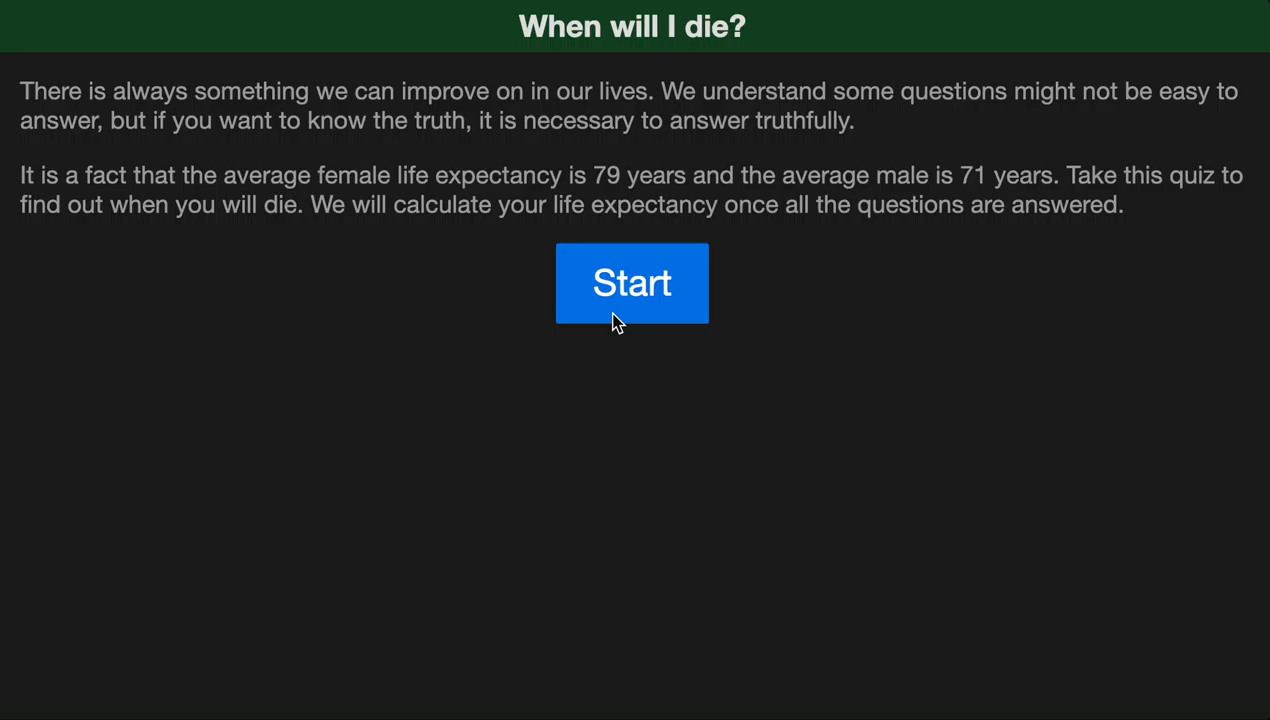 When will I die?
There is always something we can improve on in our lives. We understand some questions might not be easy to
answer, but if you want to know the truth, it is necessary to answer truthfully.
It is a fact that the average female life expectancy is 79 years and the average male is 71 years. Take this quiz to
find out when you will die. We will calculate your life expectancy once all the questions are answered.
Start